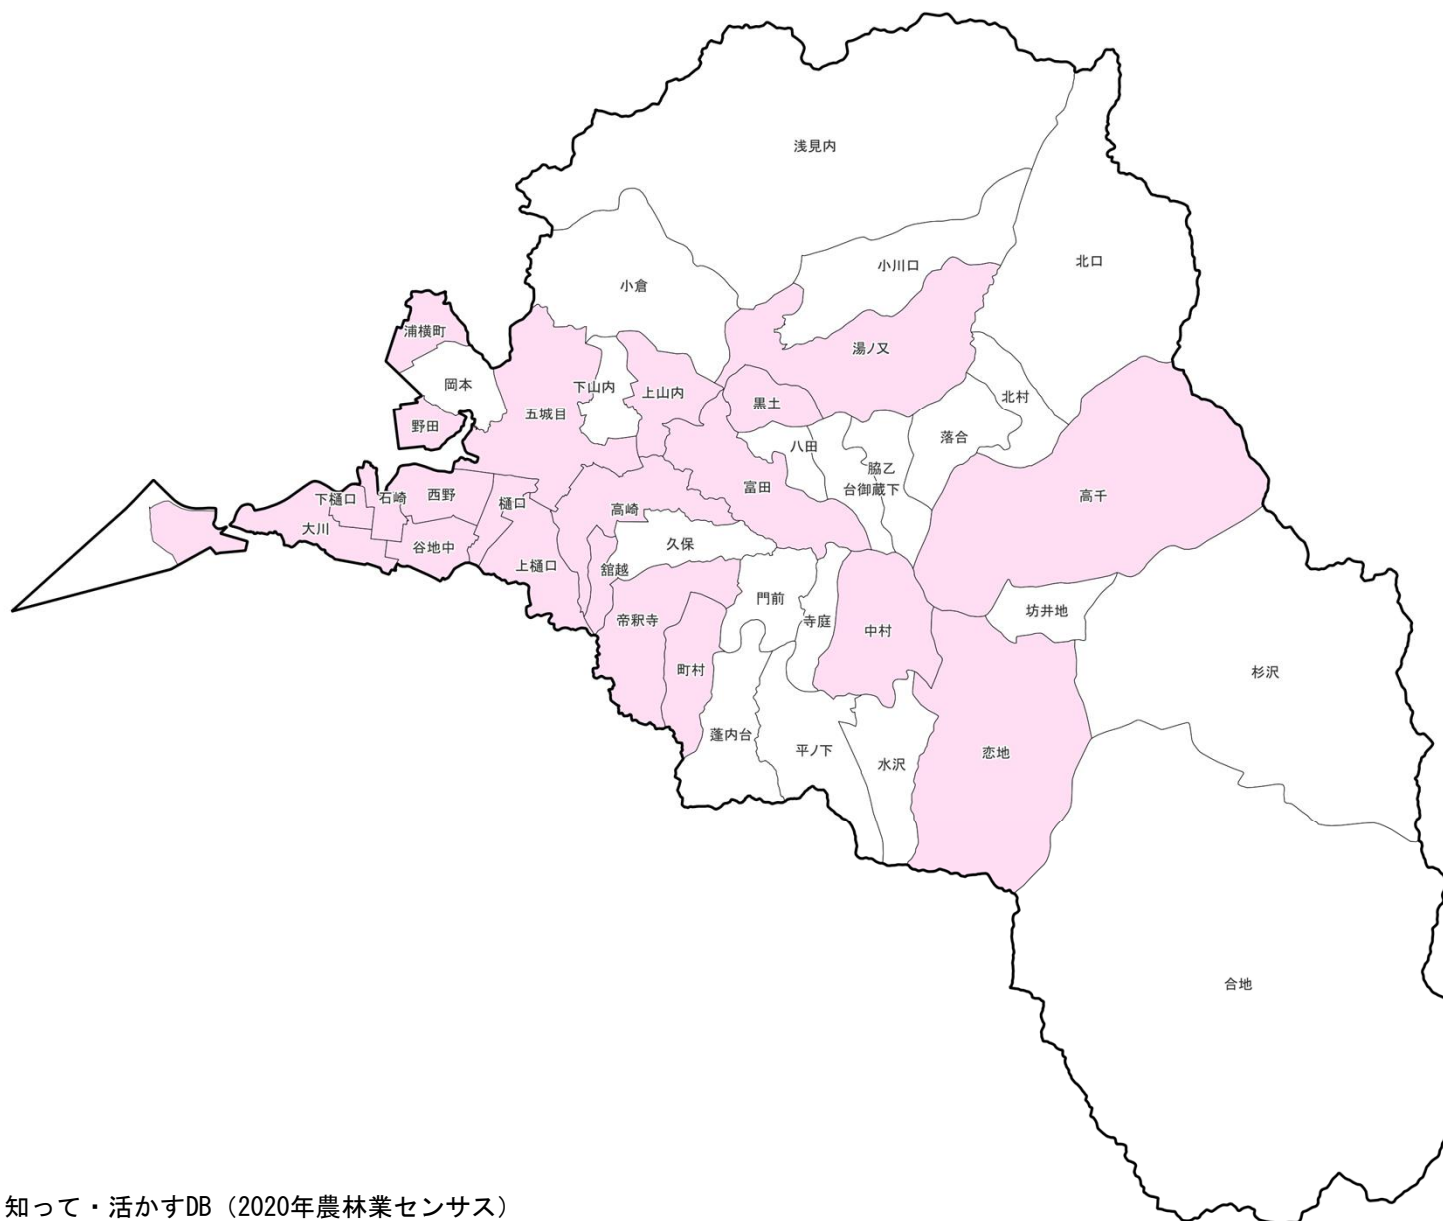 浅見内
小川口
北口
小倉
浦横町
湯ノ又
岡本
下山内
上山内
黒土
北村
五城目
野田
八田
落合
脇乙
台御蔵下
富田
高千
下樋口
石崎
西野
樋口
高崎
大川
谷地中
久保
上樋口
舘越
門前
坊井地
帝釈寺
寺庭
中村
町村
杉沢
蓬内台
平ノ下
水沢
恋地
合地
知って・活かすDB（2020年農林業センサス）